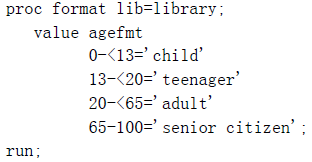 proc format lib=library;
value agefmt
0-<13='child'
13-<20='teenager'
20-<65='adult'
65-100='senior citizen';
run;